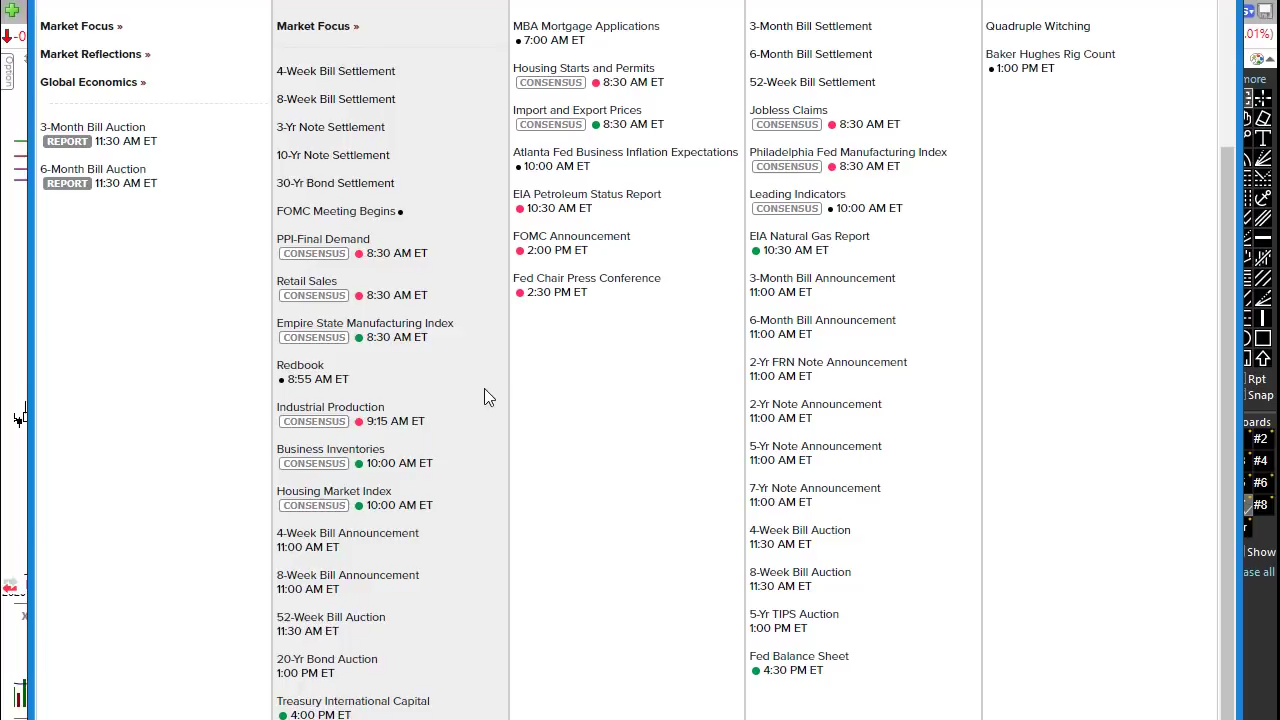 Market Focus »
Market Reflections »
Global Economics »
3-Month Bill Auction
REPORT 11:30 AM ET
6-Month Bill Auction
REPORT 11:30 AM ET
Market Focus »
4-Week Bill Settlement
8-Week Bill Settlement
3-Yr Note Settlement
10-Yr Note Settlement
30-Yr Bond Settlement
FOMC Meeting Begins
PPI-Final Demand
CONSENSUS 8:30 AM ET
Retail Sales
CONSENSUS 8:30 AM ET
Empire State Manufacturing Index
CONSENSUS 8:30 AM ET
Redbook
8:55 AM ET
Industrial Production
CONSENSUS 9:15 AM ET
Business Inventories
CONSENSUS 10:00 AM ET
Housing Market Index
CONSENSUS 10:00 AM ET
4-Week Bill Announcement
11:00 AM ET
8-Week Bill Announcement
11:00 AM ET
52-Week Bill Auction
11:30 AM ET
20-Yr Bond Auction
1:00 PM ET
Treasury International Capital
4:00 PM ET
MBA Mortgage Applications
7:00 AM ET
Housing Starts and Permits
CONSENSUS 8:30 AM ET
Import and Export Prices
CONSENSUS 8:30 AM ET
Atlanta Fed Business Inflation Expectations
10:00 AM ET
EIA Petroleum Status Report
10:30 AM ET
FOMC Announcement
2:00 PM ET
Fed Chair Press Conference
2:30 PM ET
3-Month Bill Settlement
6-Month Bill Settlement
52-Week Bill Settlement
Jobless Claims
CONSENSUS 8:30 AM ET
Philadelphia Fed Manufacturing Index
CONSENSUS 8:30 AM ET
Leading Indicators
CONSENSUS 10:00 AM ET
EIA Natural Gas Report
10:30 AM ET
3-Month Bill Announcement
11:00 AM ET
6-Month Bill Announcement
11:00 AM ET
2-Yr FRN Note Announcement
11:00 AM ET
2-Yr Note Announcement
11:00 AM ET
5-Yr Note Announcement
11:00 AM ET
7-Yr Note Announcement
11:00 AM ET
4-Week Bill Auction
11:30 AM ET
8-Week Bill Auction
11:30 AM ET
5-Yr TIPS Auction
1:00 PM ET
Fed Balance Sheet
4:30 PM ET
Quadruple Witching
Baker Hughes Rig Count
1:00 PM ET
-0
Option
.01%)
more
Rpt
Snap
oards
#2
#4
#6
#8
Show
ase all